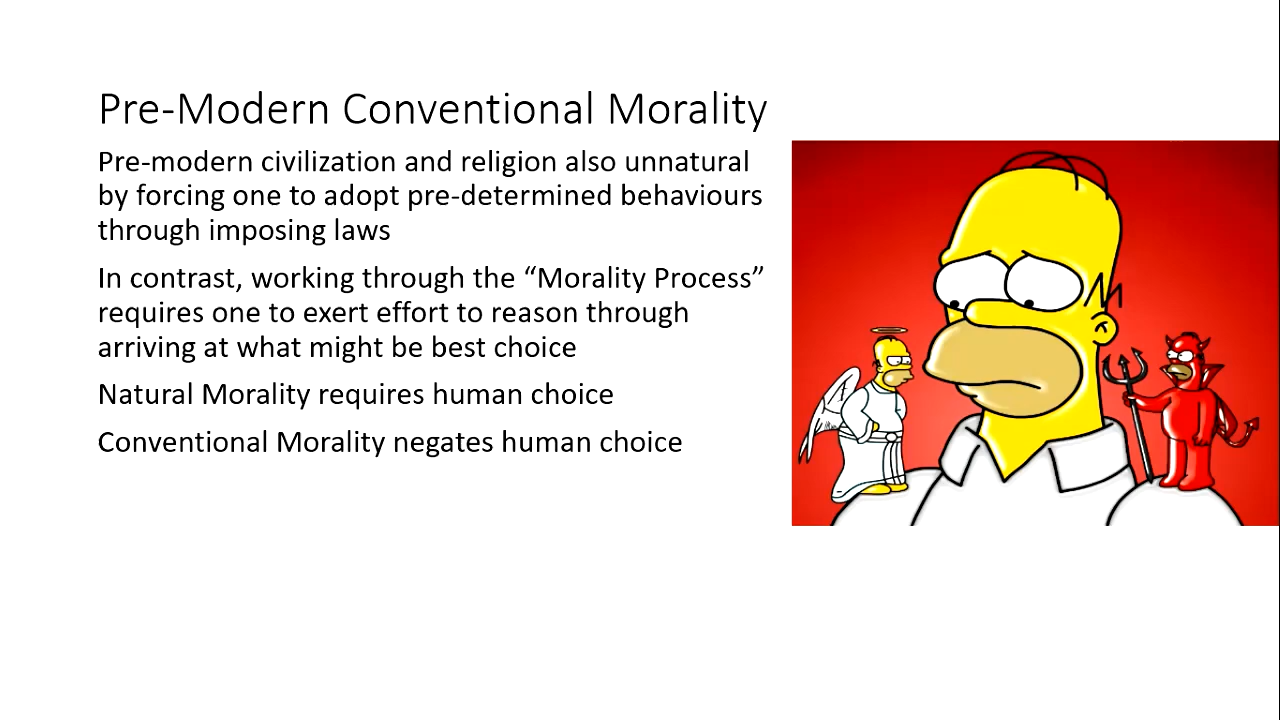 Pre-Modern Conventional Morality
Pre-modern civilization and religion also unnatural
by forcing one to adopt pre-determined behaviours
through imposing laws
In contrast, working through the “Morality Process”
requires one to exert effort to reason through
arriving at what might be best choice
Natural Morality requires human choice
Conventional Morality negates human choice